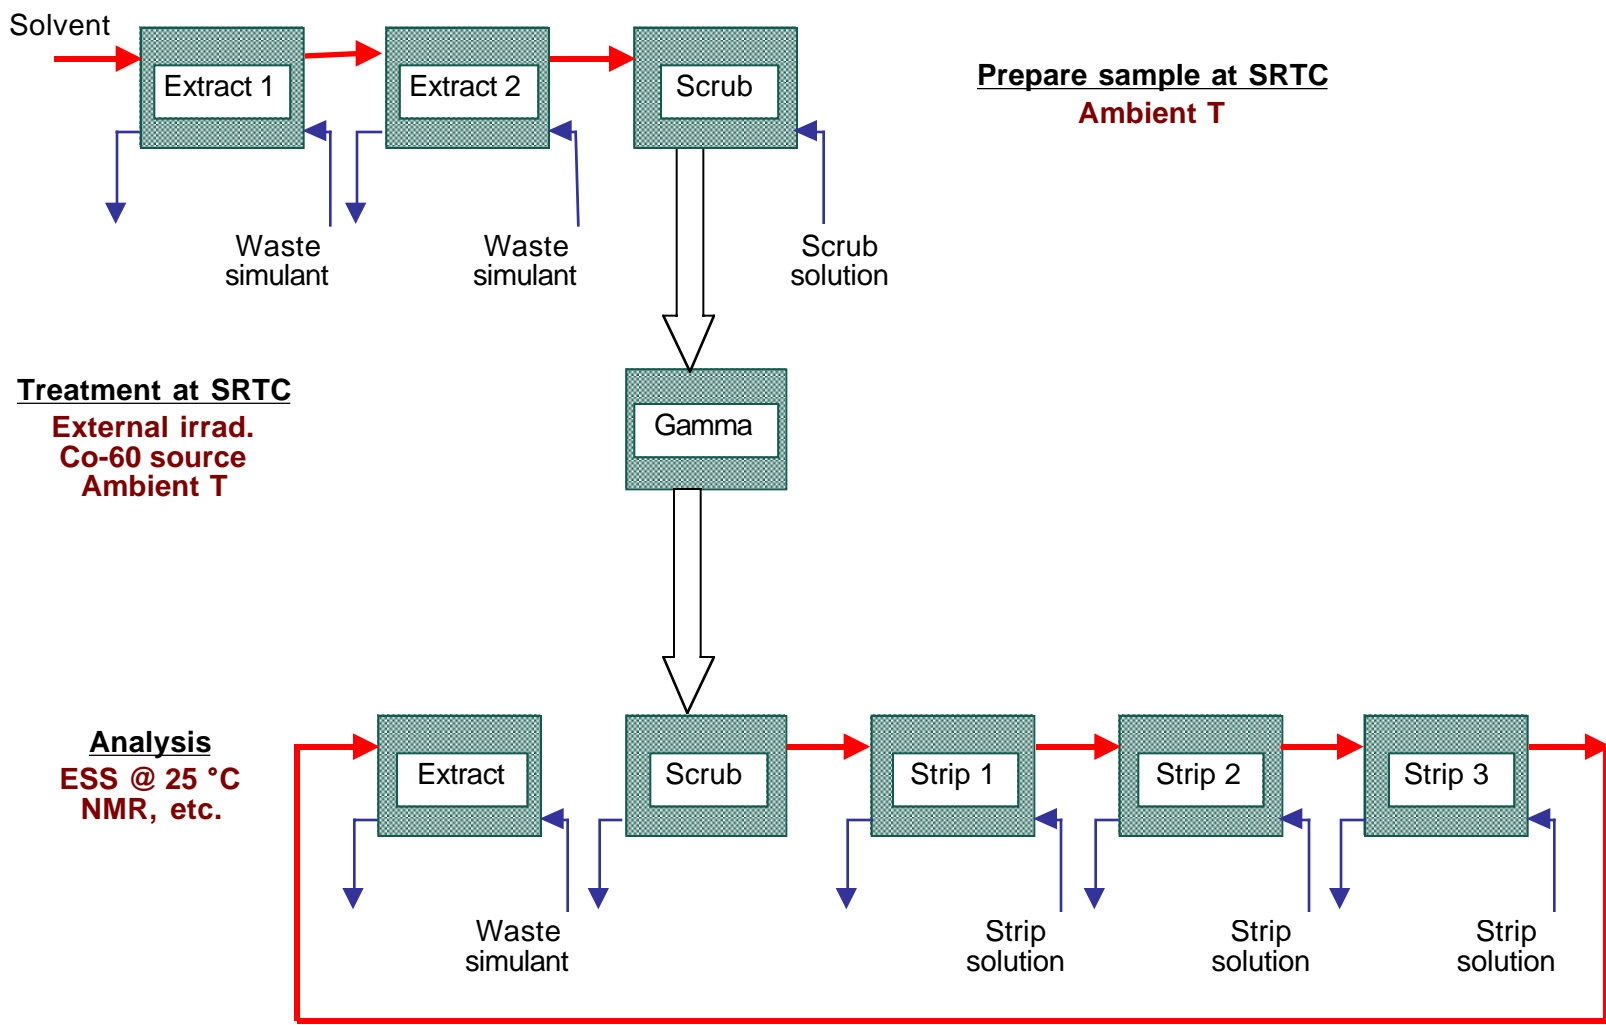 Solvent
Extract 1
Extract 2
Scrub
Prepare sample at SRTC
Ambient T
Waste
simulant
Waste
simulant
Scrub
solution
Treatment at SRTC
External irrad.
Co-60 source
Ambient T
Gamma
Analysis
ESS @ 25 °C
NMR, etc.
Extract
Scrub
Strip 1
Strip 2
Strip 3
Waste
simulant
Strip
solution
Strip
solution
Strip
solution